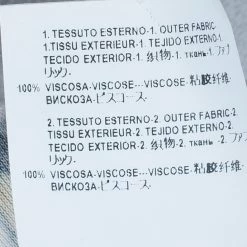 1. TESSUTO ESTERNO-1. OUTER FABRIC-
1.TISSU EXTERIEUR-1. TEJIDO EXTERNO-1.
TECIDO EXTERIOR-1. 织物-1. ткань-1. ファブ
リック.
100% VISCOSA-VISCOSE---VISCOSE-粘胶纤维-
ВИСКОЗА-ビスコース.
2. TESSUTO ESTERNO-2. OUTER FABRIC-2
2.TISSU EXTERIEUR-2. TEJIDO EXTERNO-2.
TECIDO EXTERIOR-2. 织物-2. ткань -2. ファブ
リック.
100% VISCOSA-VISCOSE---VISCOSE-粘胶纤维-
ВИСКОЗА-ビスコース.